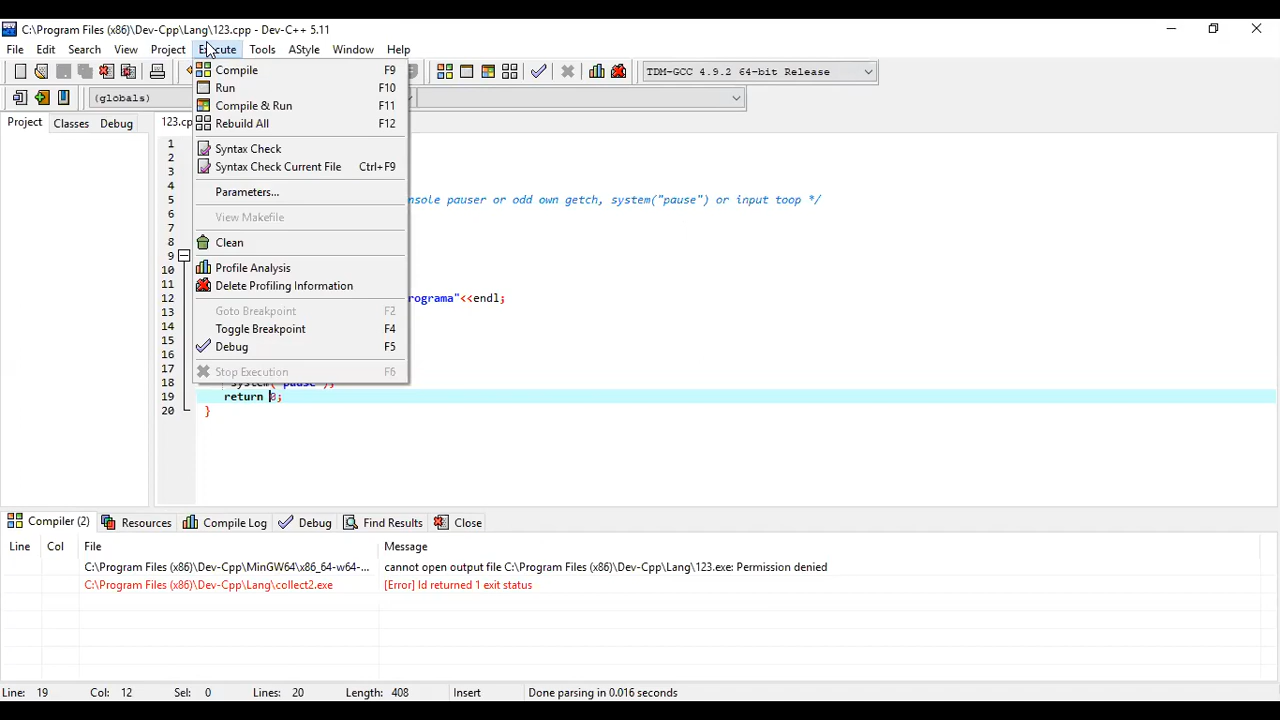 C:\Program Files (x86)\Dev-Cpp\Lang\123.cpp - Dev-C++ 5.11
File Edit Search View Project Execute Tools AStyle Window Help
TDM-GCC 4.9.2 64-bit Release
(globals)
Project Classes Debug 123.cp
Compile F9
Run F10
Compile & Run F11
Rebuild All F12
Syntax Check
Syntax Check Current File Ctrl+F9
Parameters...
View Makefile
Clean
Profile Analysis
Delete Profiling Information
Goto Breakpoint F2
Toggle Breakpoint F4
Debug F5
Stop Execution F6
1
2
3
4
5 nsole pauser or odd own getch, system("pause") or input toop */
6
7
8
9
10
11
12 rograma"<<endl;
13
14
15
16
17
18 system("pause");
19 return 0;
20 }
Compiler (2) Resources Compile Log Debug Find Results Close
Line Col File Message
C:\Program Files (x86)\Dev-Cpp\MinGW64\x86_64-w64-... cannot open output file C:\Program Files (x86)\Dev-Cpp\Lang\123.exe: Permission denied
C:\Program Files (x86)\Dev-Cpp\Lang\collect2.exe [Error] Id returned 1 exit status
Line: 19 Col: 12 Sel: 0 Lines: 20 Length: 408 Insert Done parsing in 0.016 seconds